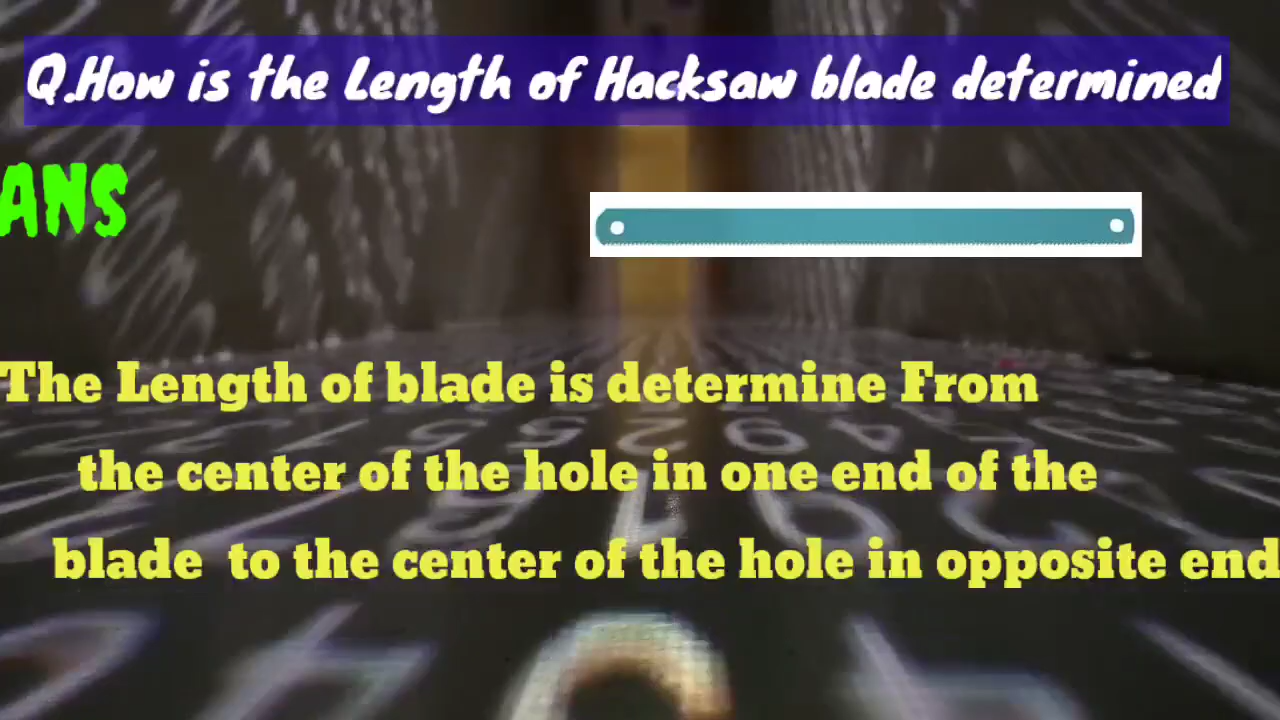 Q.How is the Length of Hacksaw blade determined
ANS
The Length of blade is determine From
the center of the hole in one end of the
blade to the center of the hole in opposite end